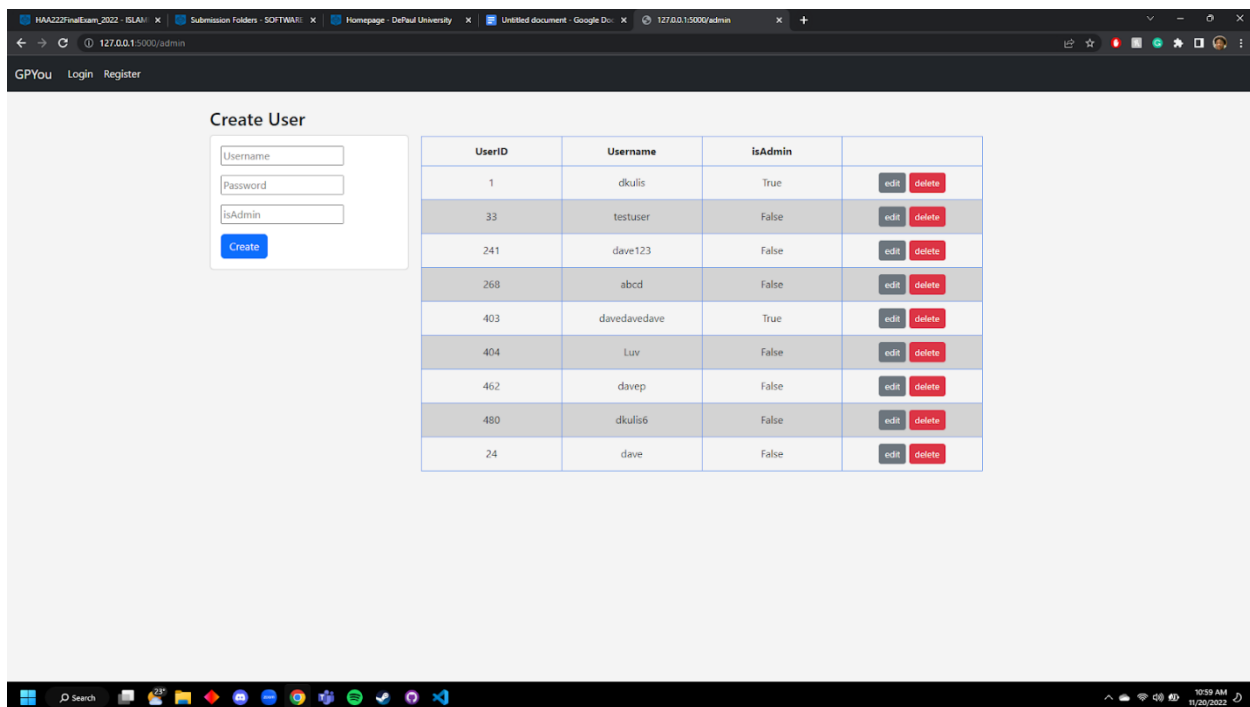 HAA222FinalExam_2022 - ISLAM
Submission Folders - SOFTWARE
Homepage - DePaul University
Untitled document - Google Doc
127.0.0.1:5000/admin
127.0.0.1:5000/admin
GPYou Login Register
Create User
Username
Password
isAdmin
Create
UserID Username isAdmin
1 dkulis True edit delete
33 testuser False edit delete
241 dave123 False edit delete
268 abcd False edit delete
403 davedavedave True edit delete
404 Luv False edit delete
462 davep False edit delete
480 dkulis6 False edit delete
24 dave False edit delete
Search
23°
10:59 AM
11/20/2022